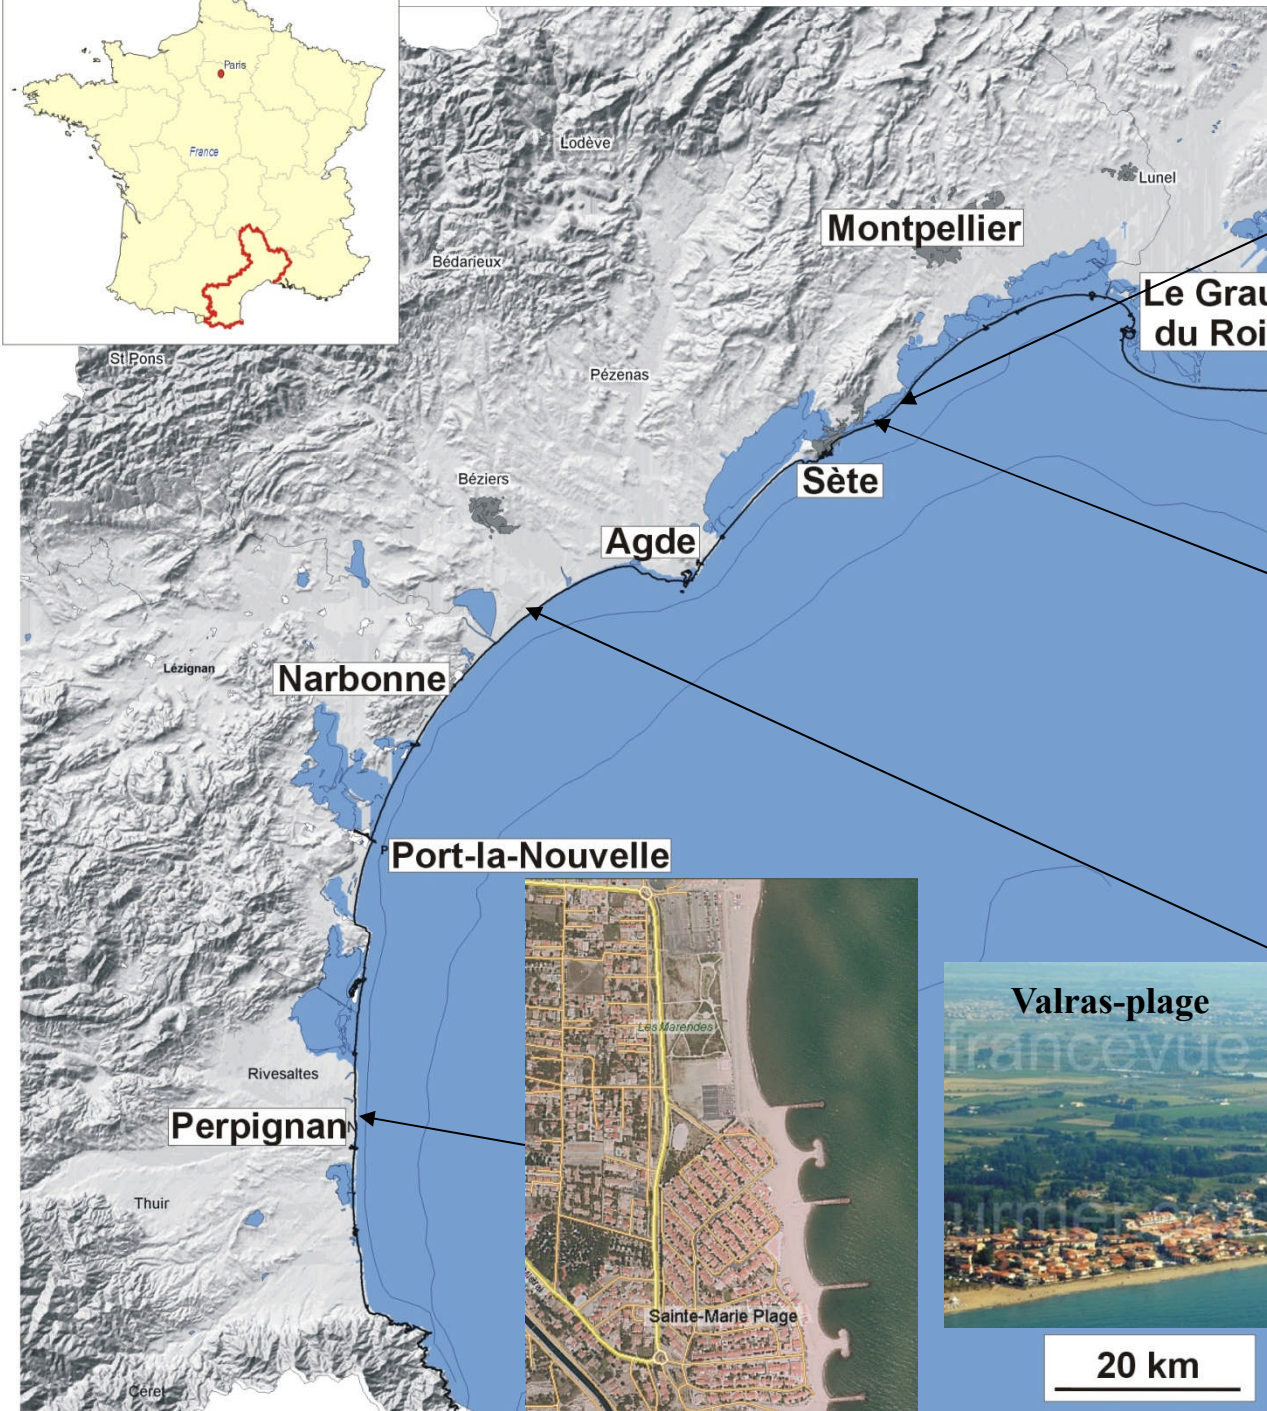 Paris
France
Lodève
Lunel
Montpellier
Bédarieux
Le Grau
du Roi
St Pons
Pézenas
Sète
Béziers
Agde
Lézignan
Narbonne
P
Port-la-Nouvelle
Valras-plage
francevue
Les Marendes
Rivesaltes
Perpignan
Thuir
Sainte-Marie Plage
20 km
Céret